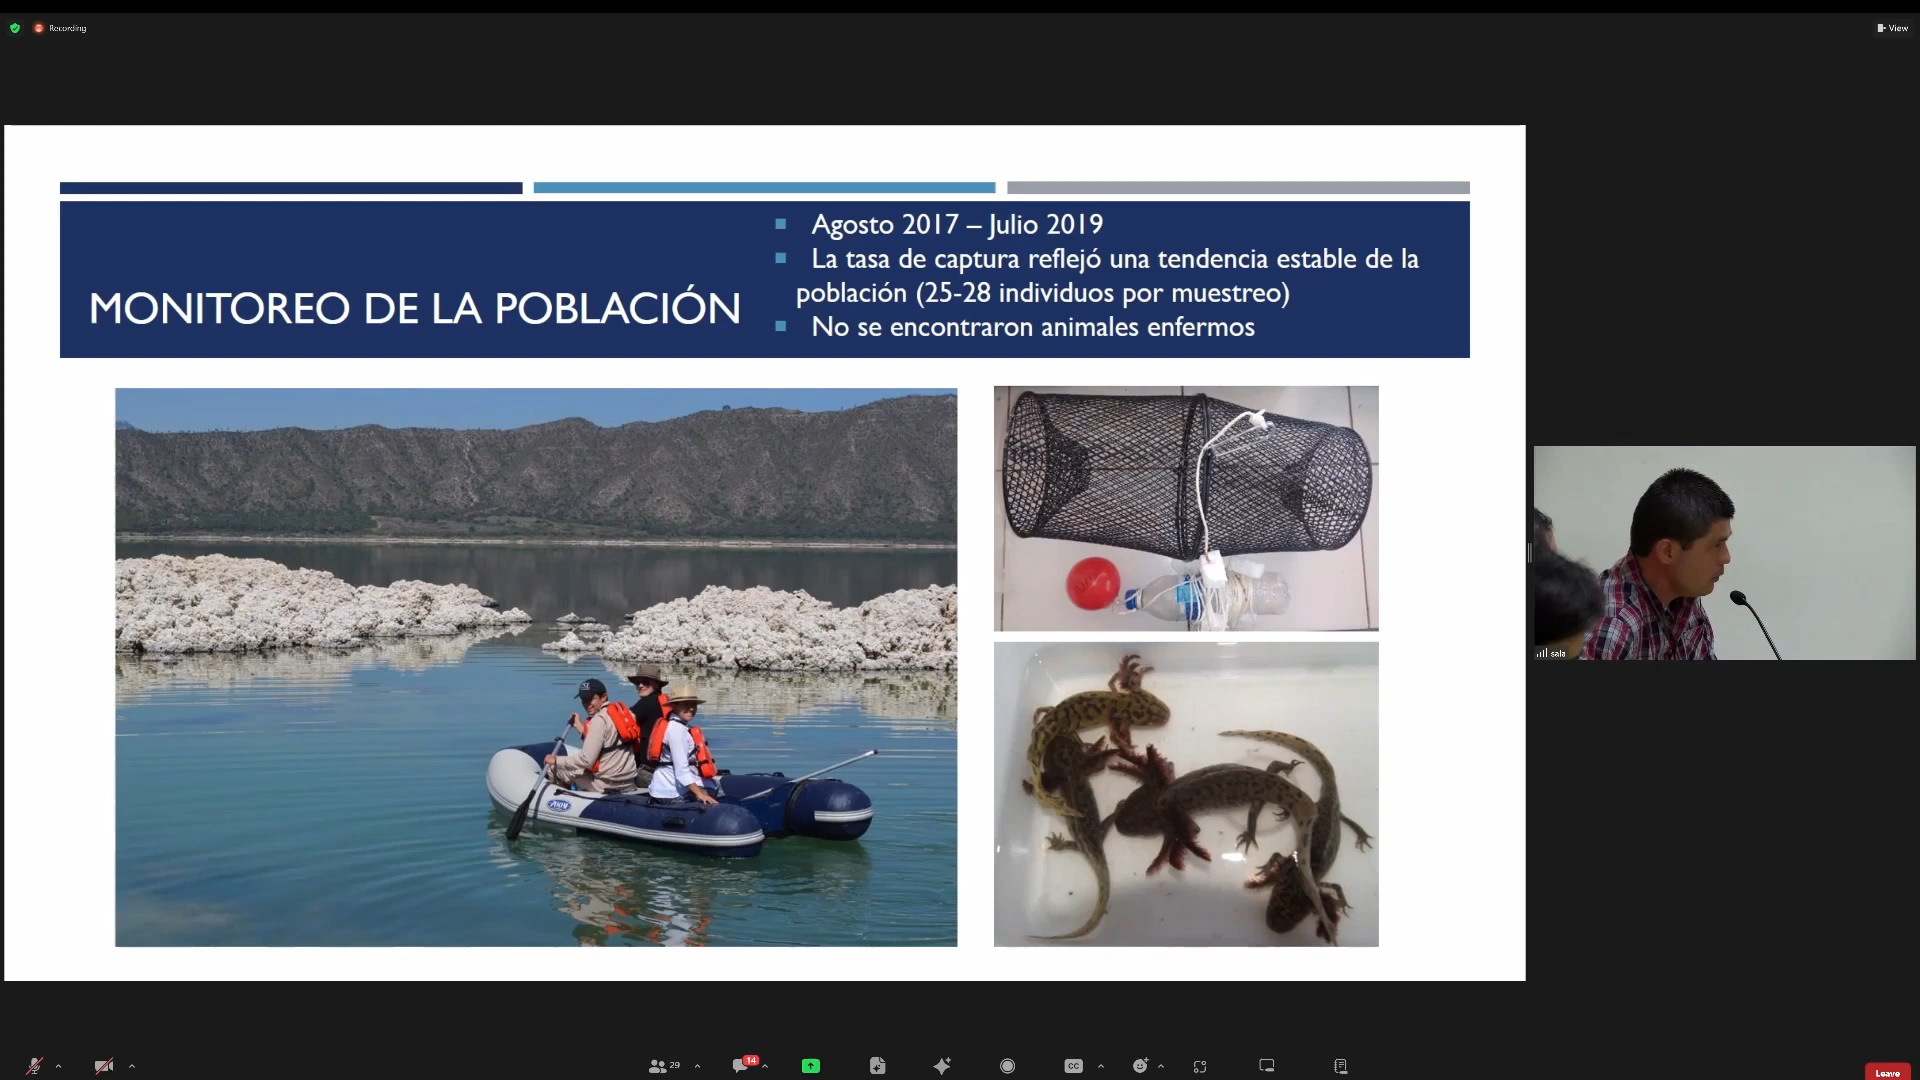 Recording
View
Agosto 2017 – Julio 2019
La tasa de captura reflejó una tendencia estable de la
población (25-28 individuos por muestreo)
No se encontraron animales enfermos
MONITOREO DE LA POBLACIÓN
sala
29
14
CC
Leave